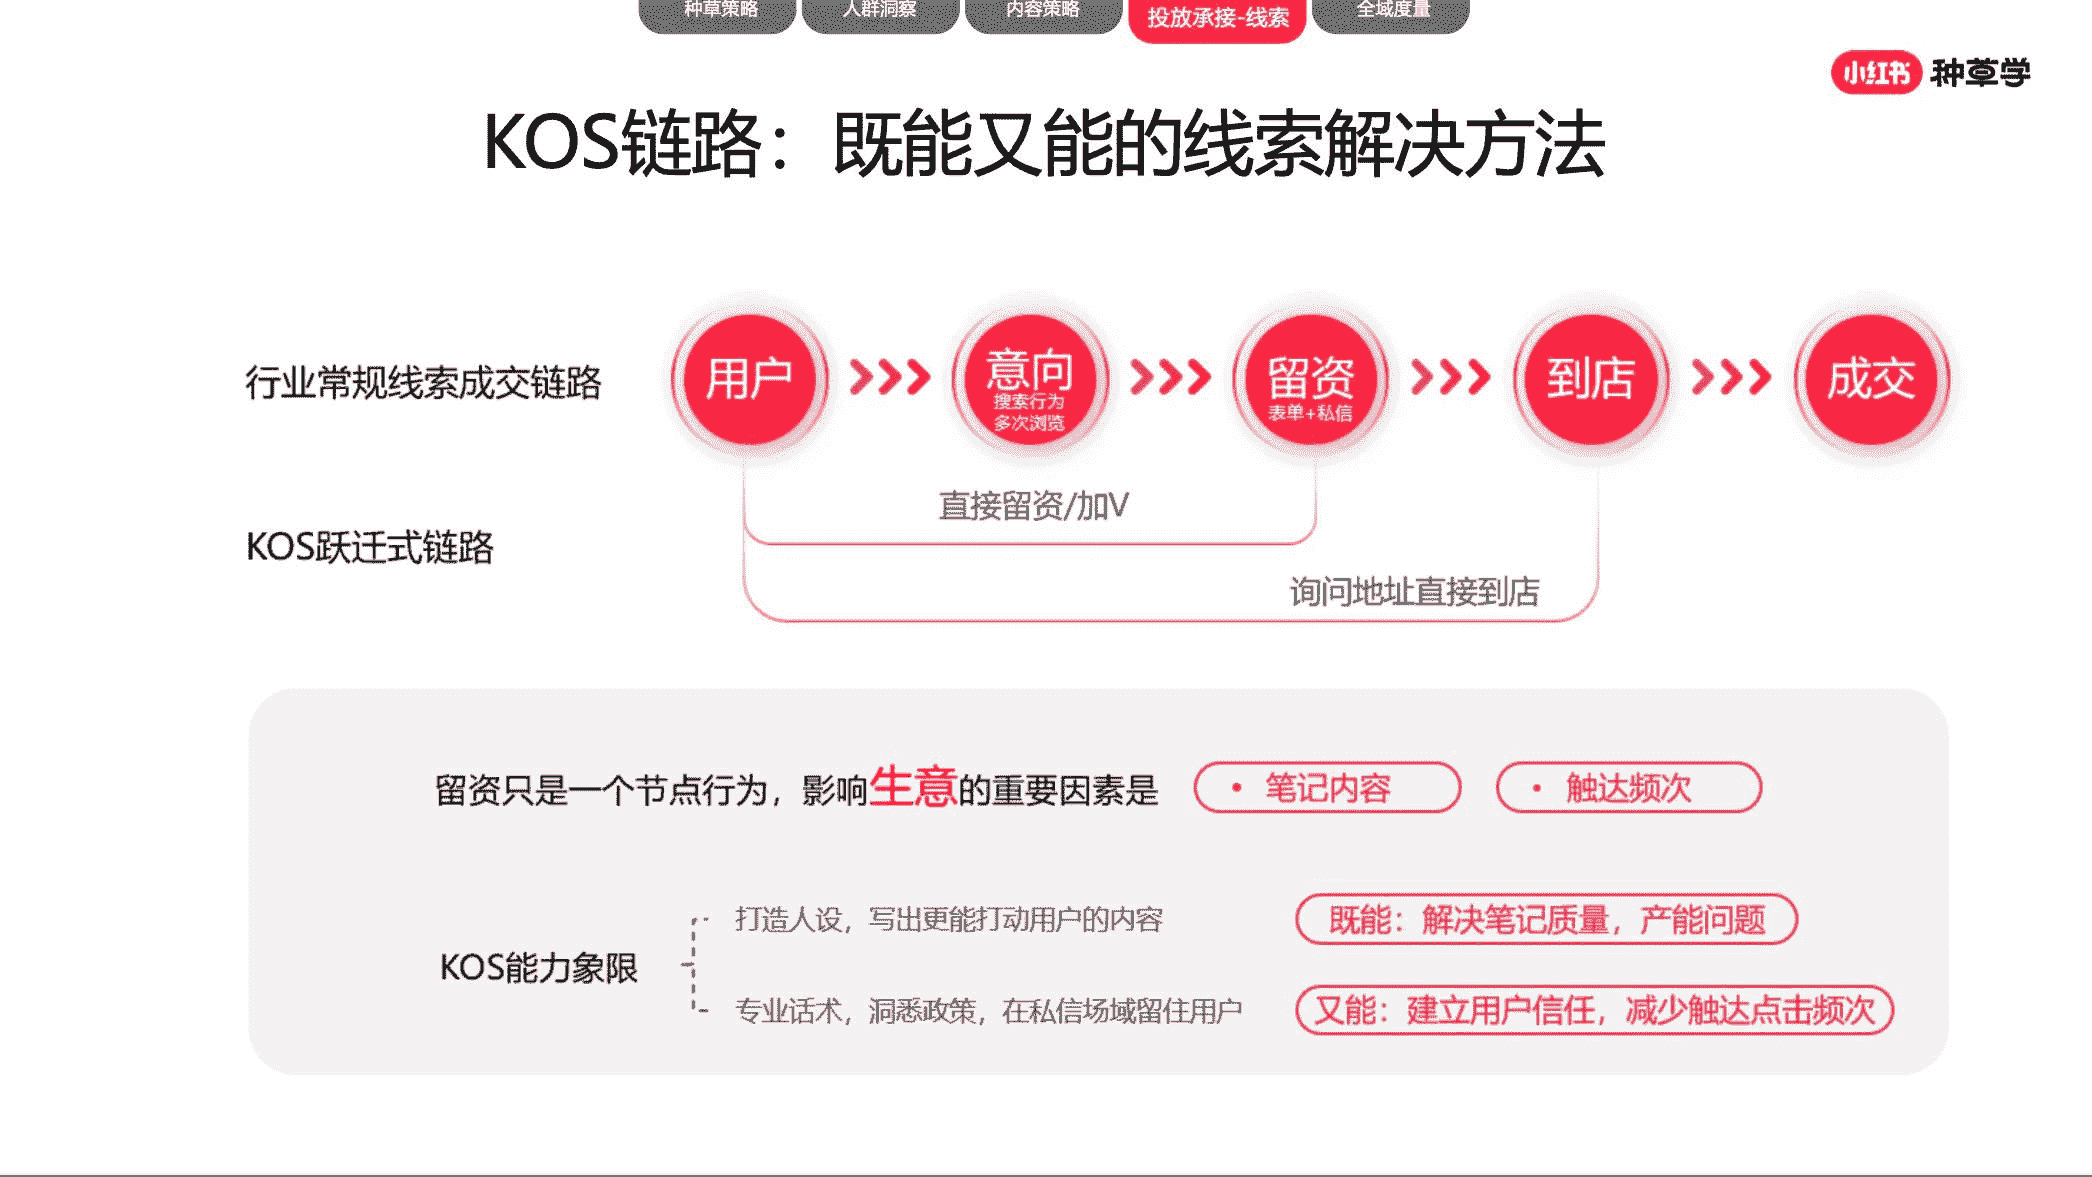 种草策略
人群洞察
内容策略
投放承接-线索
全域度量
小红书 种草学
KOS链路：既能又能的线索解决方法
行业常规线索成交链路
用户
意向
搜索行为
多次浏览
留资
表单+私信
到店
成交
KOS跃迁式链路
直接留资/加V
询问地址直接到店
留资只是一个节点行为，影响生意的重要因素是
• 笔记内容
• 触达频次
KOS能力象限
打造人设，写出更能打动用户的内容
既能：解决笔记质量，产能问题
专业话术，洞悉政策，在私信场域留住用户
又能：建立用户信任，减少触达点击频次